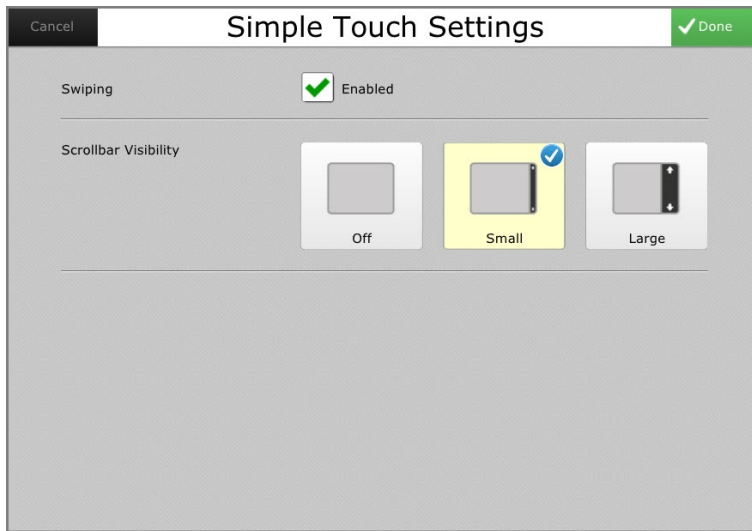 Cancel
Simple Touch Settings
Done
Swiping
Enabled
Scrollbar Visibility
Off
Small
Large